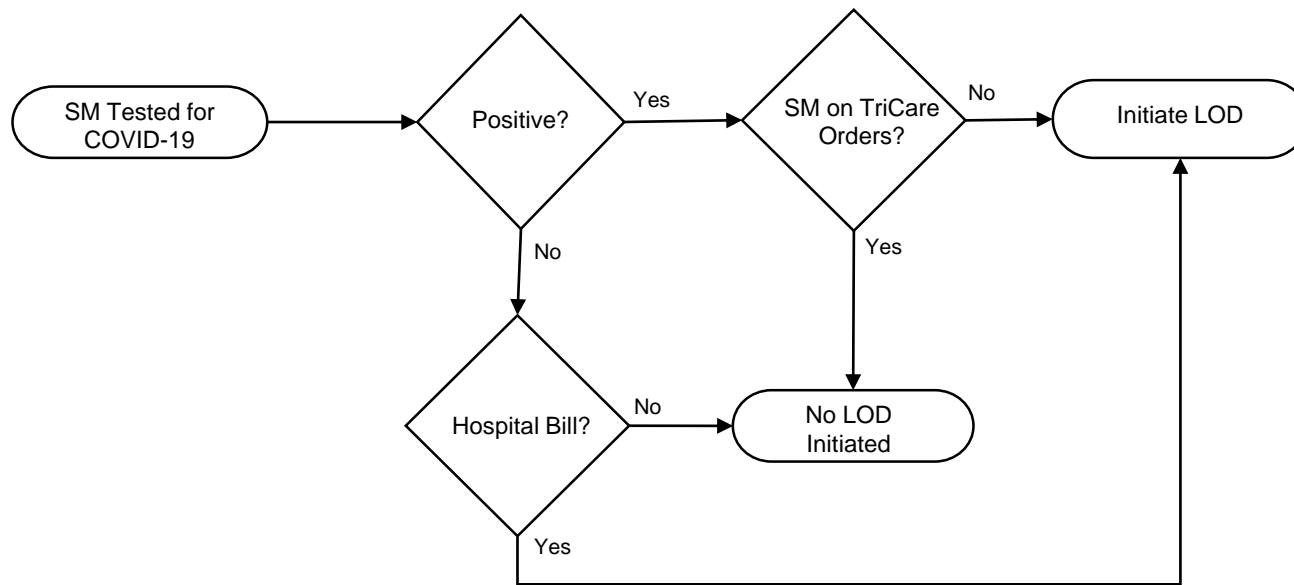 SM Tested for
COVID-19
Positive?
Yes
SM on TriCare
Orders?
No
Initiate LOD
No
Yes
Hospital Bill?
No
No LOD
Initiated
Yes